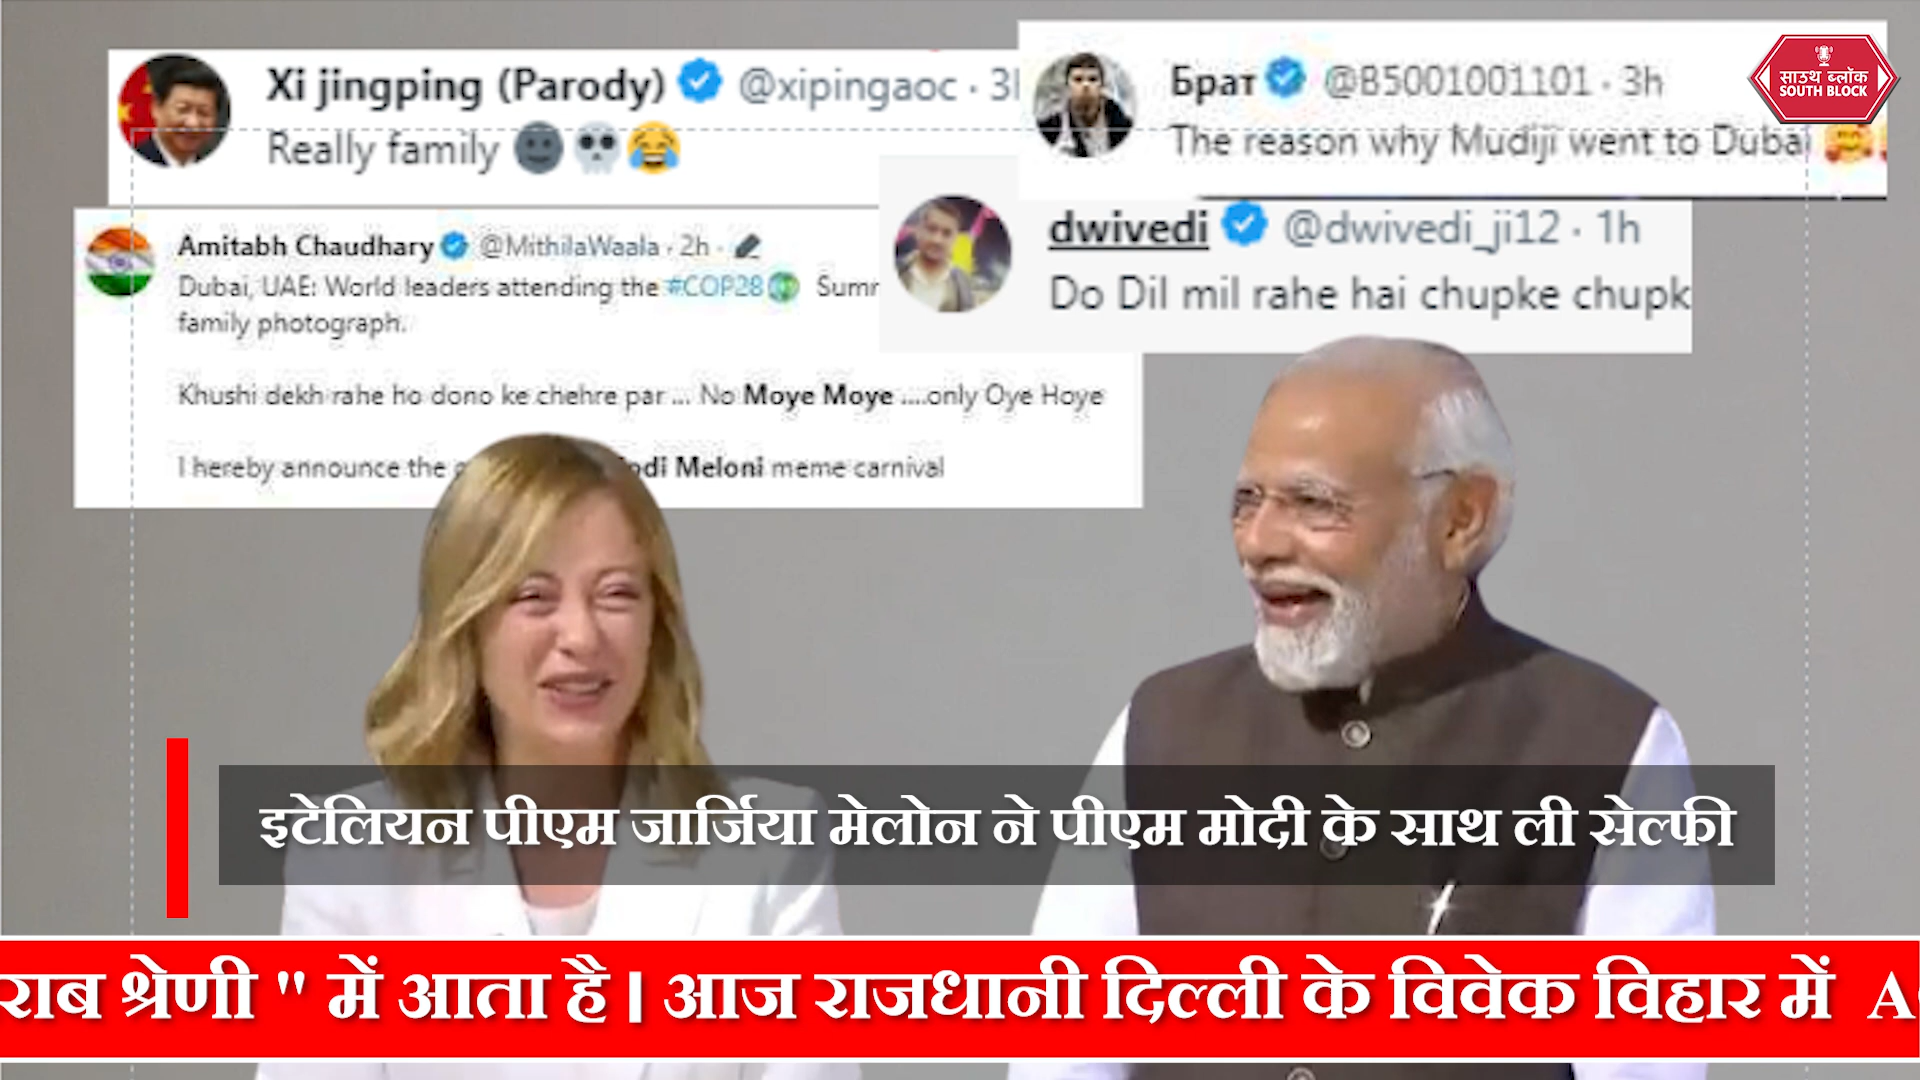 Xi jingping (Parody) @xipingaoc · 3
Really family 🌚💀😂
Брат @B5001001101 · 3h
The reason why Mudiji went to Dubai 🥰
साउथ ब्लॉक
SOUTH BLOCK
Amitabh Chaudhary @MithilaWaala · 2h ·
Dubai, UAE: World leaders attending the #COP28
family photograph.
Khushi dekh rahe ho dono ke chehre par ... No Moye Moye ....only Oye Hoye
I hereby announce the Meloni meme carnival
dwivedi @dwivedi_ji12 · 1h
Do Dil mil rahe hai chupke chupk
इटेलियन पीएम जार्जिया मेलोन ने पीएम मोदी के साथ ली सेल्फी
राब श्रेणी " में आता है | आज राजधानी दिल्ली के विवेक विहार में A